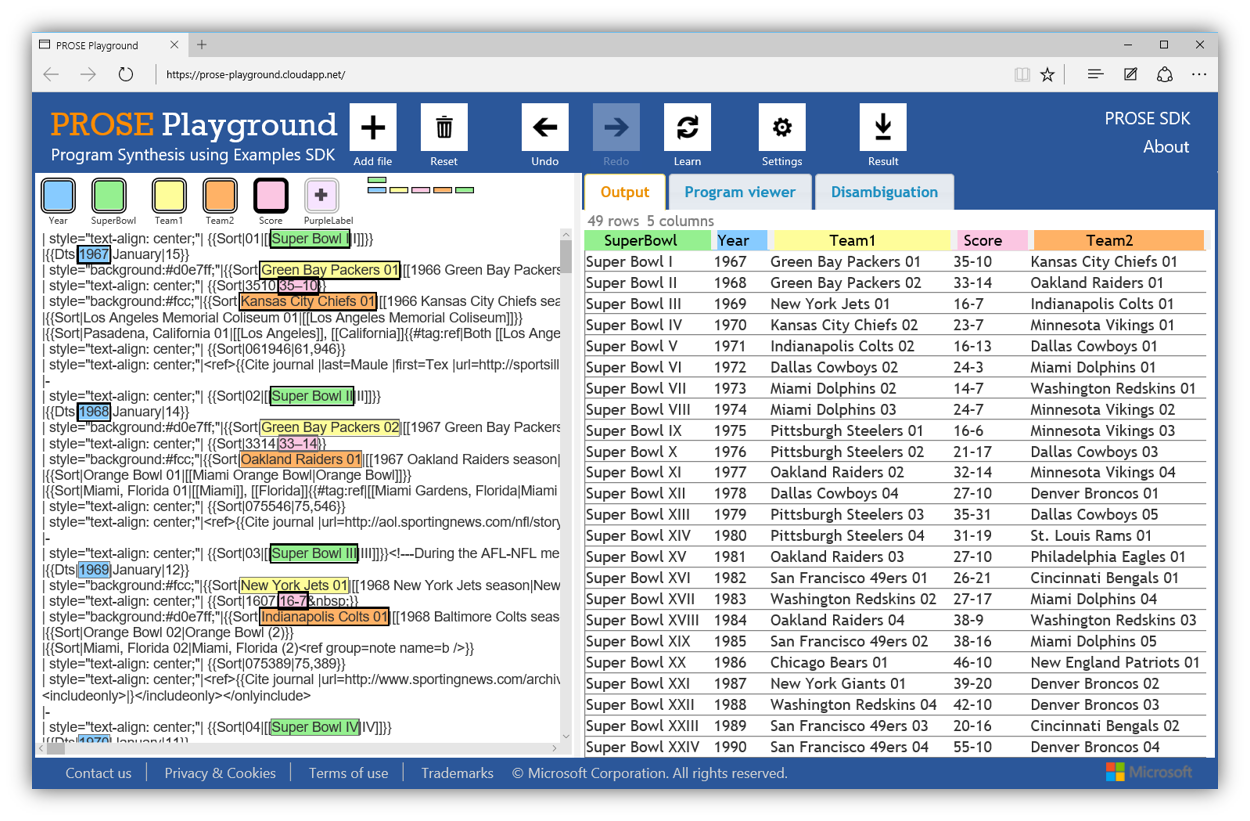 PROSE Playground
https://prose-playground.cloudapp.net/
PROSE Playground
Program Synthesis using Examples SDK
Add file
Reset
Undo
Redo
Learn
Settings
Result
PROSE SDK
About
Year
SuperBowl
Team1
Team2
Score
PurpleLabel
| style="text-align: center;"| {{Sort|01|[[Super Bowl I|I]]}}
|{{Dts|1967|January|15}}
| style="background:#d0e7ff;"|{{Sort|Green Bay Packers 01|[[1966 Green Bay Packers
| style="text-align: center;"|{{Sort|3510|35–10}}
| style="background:#fcc;"|{{Sort|Kansas City Chiefs 01|[[1966 Kansas City Chiefs sea
|{{Sort|Los Angeles Memorial Coliseum 01|[[Los Angeles Memorial Coliseum]]}}
|{{Sort|Pasadena, California 01|[[Los Angeles]], [[California]]{{#tag:ref|Both [[Los Ange
| style="text-align: center;"| {{Sort|061946|61,946}}
| style="text-align: center;"|<ref>{{Cite journal |last=Maule |first=Tex |url=http://sportsill
|-
| style="text-align: center;"| {{Sort|02|[[Super Bowl II|II]]}}
|{{Dts|1968|January|14}}
| style="background:#d0e7ff;"|{{Sort|Green Bay Packers 02|[[1967 Green Bay Packers
| style="text-align: center;"|{{Sort|3314|33–14}}
| style="background:#fcc;"|{{Sort|Oakland Raiders 01|[[1967 Oakland Raiders season|
|{{Sort|Orange Bowl 01|[[Miami Orange Bowl|Orange Bowl]]}}
|{{Sort|Miami, Florida 01|[[Miami]], [[Florida]]{{#tag:ref|[[Miami Gardens, Florida|Miami
| style="text-align: center;"| {{Sort|075546|75,546}}
| style="text-align: center;"|<ref>{{Cite journal |url=http://aol.sportingnews.com/nfl/story
|-
| style="text-align: center;"| {{Sort|03|[[Super Bowl III|III]]}}<!---During the AFL-NFL me
|{{Dts|1969|January|12}}
| style="background:#fcc;"|{{Sort|New York Jets 01|[[1968 New York Jets season|New
| style="text-align: center;"|{{Sort|1607|16-7&nbsp;}}
| style="background:#d0e7ff;"|{{Sort|Indianapolis Colts 01|[[1968 Baltimore Colts seas
|{{Sort|Orange Bowl 02|Orange Bowl (2)}}
|{{Sort|Miami, Florida 02|Miami, Florida (2)<ref group=note name=b />}}
| style="text-align: center;"| {{Sort|075389|75,389}}
| style="text-align: center;"|<ref>{{Cite journal |url=http://www.sportingnews.com/archiv
<includeonly>|}</includeonly></onlyinclude>
|-
| style="text-align: center;"| {{Sort|04|[[Super Bowl IV|IV]]}}
|{{Dts|1970|January|11}}
Output
Program viewer
Disambiguation
49 rows 5 columns
SuperBowl Year Team1 Score Team2
Super Bowl I 1967 Green Bay Packers 01 35-10 Kansas City Chiefs 01
Super Bowl II 1968 Green Bay Packers 02 33-14 Oakland Raiders 01
Super Bowl III 1969 New York Jets 01 16-7 Indianapolis Colts 01
Super Bowl IV 1970 Kansas City Chiefs 02 23-7 Minnesota Vikings 01
Super Bowl V 1971 Indianapolis Colts 02 16-13 Dallas Cowboys 01
Super Bowl VI 1972 Dallas Cowboys 02 24-3 Miami Dolphins 01
Super Bowl VII 1973 Miami Dolphins 02 14-7 Washington Redskins 01
Super Bowl VIII 1974 Miami Dolphins 03 24-7 Minnesota Vikings 02
Super Bowl IX 1975 Pittsburgh Steelers 01 16-6 Minnesota Vikings 03
Super Bowl X 1976 Pittsburgh Steelers 02 21-17 Dallas Cowboys 03
Super Bowl XI 1977 Oakland Raiders 02 32-14 Minnesota Vikings 04
Super Bowl XII 1978 Dallas Cowboys 04 27-10 Denver Broncos 01
Super Bowl XIII 1979 Pittsburgh Steelers 03 35-31 Dallas Cowboys 05
Super Bowl XIV 1980 Pittsburgh Steelers 04 31-19 St. Louis Rams 01
Super Bowl XV 1981 Oakland Raiders 03 27-10 Philadelphia Eagles 01
Super Bowl XVI 1982 San Francisco 49ers 01 26-21 Cincinnati Bengals 01
Super Bowl XVII 1983 Washington Redskins 02 27-17 Miami Dolphins 04
Super Bowl XVIII 1984 Oakland Raiders 04 38-9 Washington Redskins 03
Super Bowl XIX 1985 San Francisco 49ers 02 38-16 Miami Dolphins 05
Super Bowl XX 1986 Chicago Bears 01 46-10 New England Patriots 01
Super Bowl XXI 1987 New York Giants 01 39-20 Denver Broncos 02
Super Bowl XXII 1988 Washington Redskins 04 42-10 Denver Broncos 03
Super Bowl XXIII 1989 San Francisco 49ers 03 20-16 Cincinnati Bengals 02
Super Bowl XXIV 1990 San Francisco 49ers 04 55-10 Denver Broncos 04
Contact us
Privacy & Cookies
Terms of use
Trademarks
© Microsoft Corporation. All rights reserved.
Microsoft